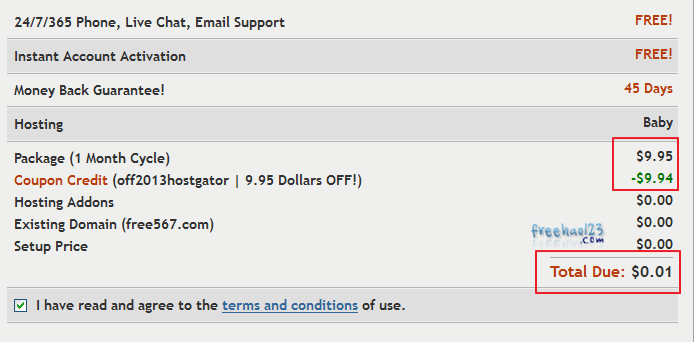 24/7/365 Phone, Live Chat, Email Support FREE!
Instant Account Activation FREE!
Money Back Guarantee! 45 Days
Hosting Baby
Package (1 Month Cycle) $9.95
Coupon Credit (off2013hostgator | 9.95 Dollars OFF!) -$9.94
Hosting Addons $0.00
Existing Domain (free567.com) $0.00
Setup Price $0.00
freehao123
.com
Total Due: $0.01
I have read and agree to the terms and conditions of use.